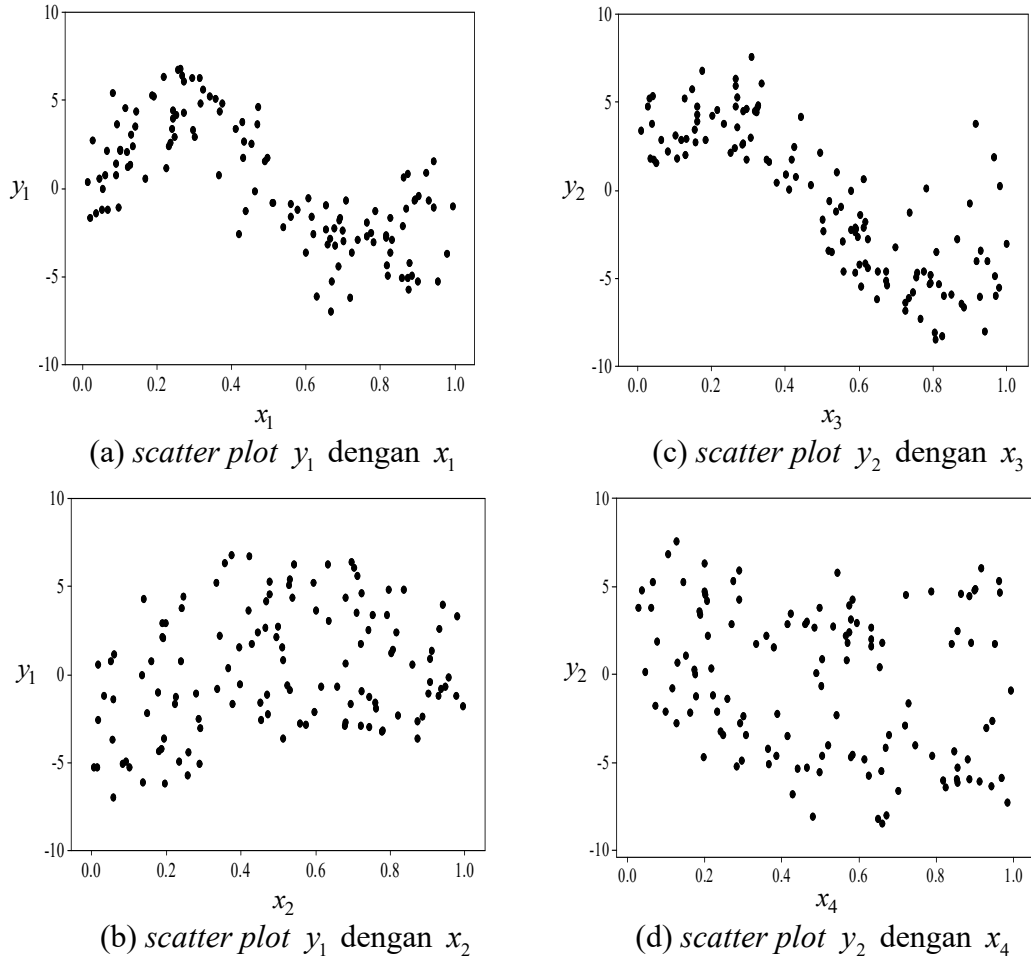 10
5
0
-5
-10
y₁
0.0 0.2 0.4 0.6 0.8 1.0
x₁
(a) scatter plot y₁ dengan x₁
10
5
0
-5
-10
y₂
0.0 0.2 0.4 0.6 0.8 1.0
x₃
(c) scatter plot y₂ dengan x₃
10
5
0
-5
-10
y₁
0.0 0.2 0.4 0.6 0.8 1.0
x₂
(b) scatter plot y₁ dengan x₂
10
5
0
-5
-10
y₂
0.0 0.2 0.4 0.6 0.8 1.0
x₄
(d) scatter plot y₂ dengan x₄